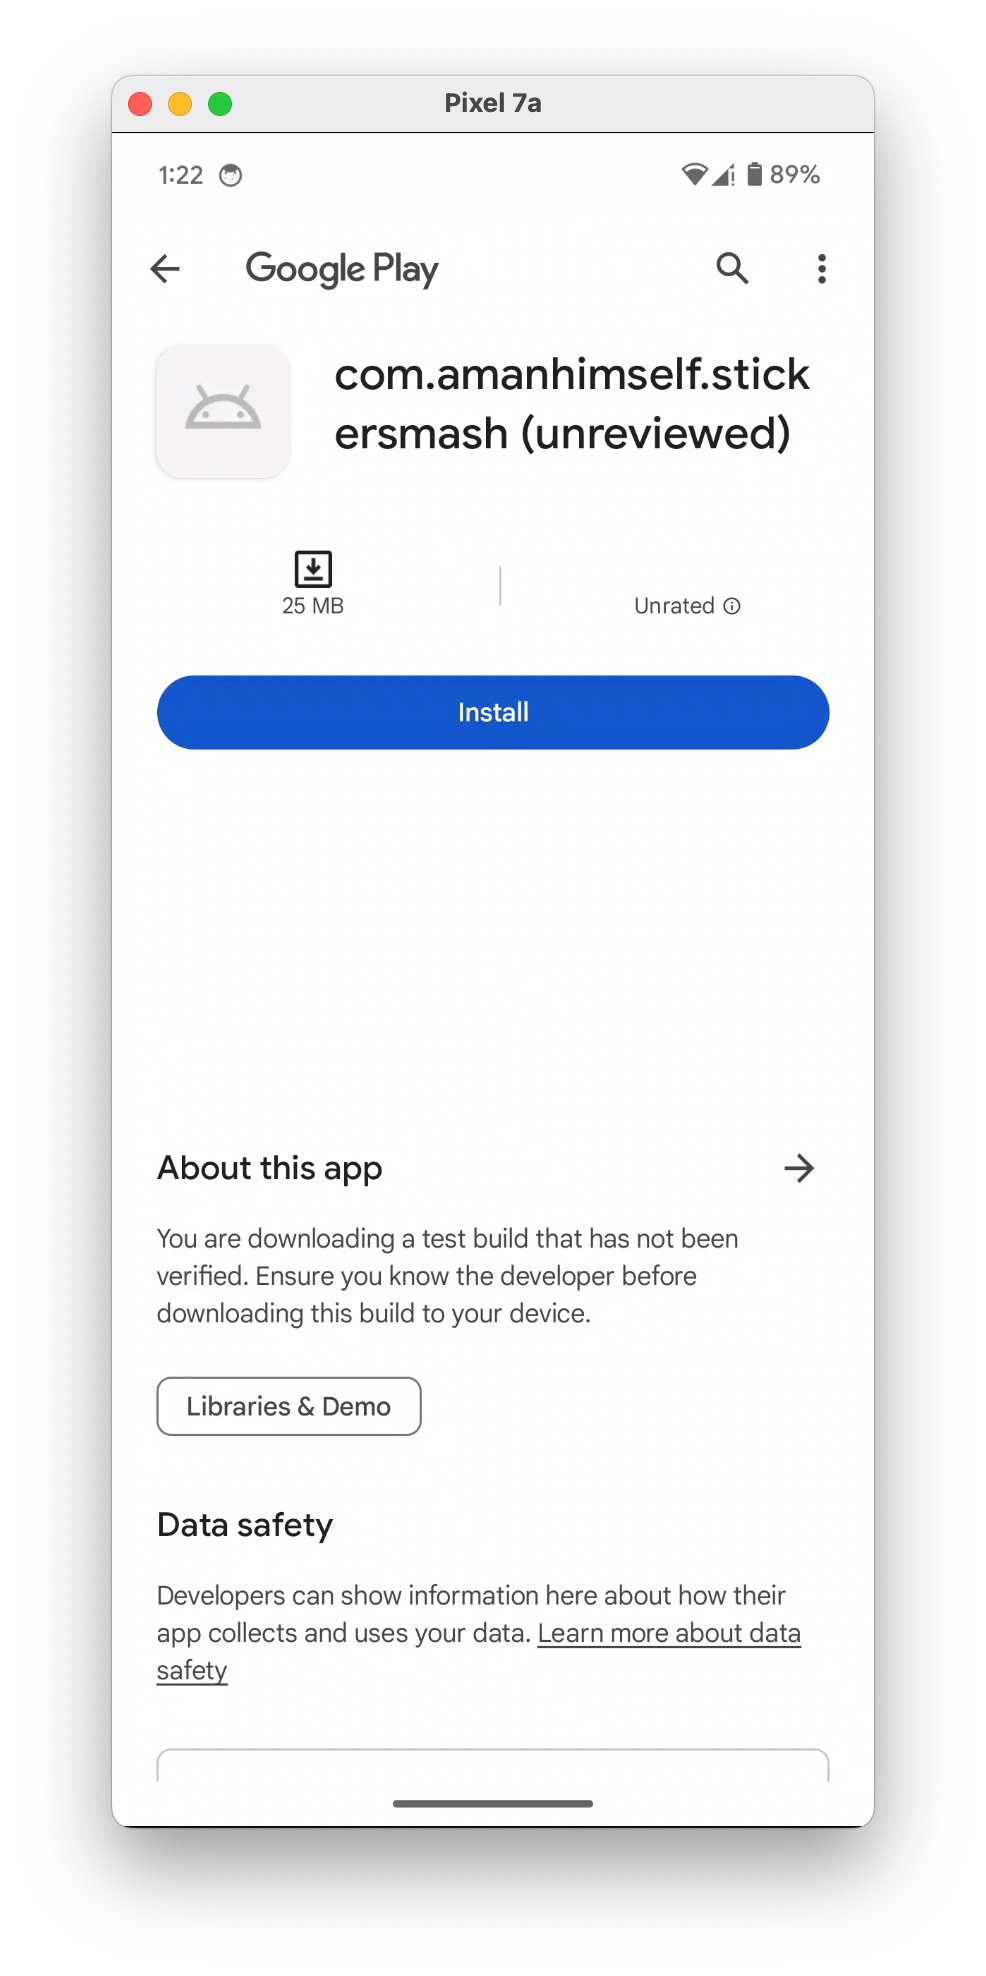 Pixel 7a
1:22
89%
Google Play
com.amanhimself.stick
ersmash (unreviewed)
25 MB
Unrated
Install
About this app
You are downloading a test build that has not been
verified. Ensure you know the developer before
downloading this build to your device.
Libraries & Demo
Data safety
Developers can show information here about how their
app collects and uses your data. Learn more about data
safety